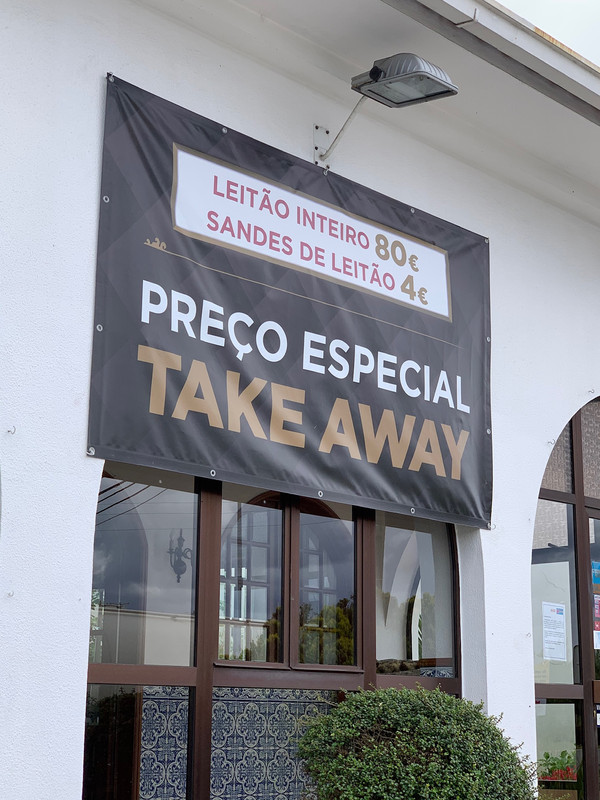 LEITÃO INTEIRO 80€
SANDES DE LEITÃO 4€
PREÇO ESPECIAL
TAKE AWAY